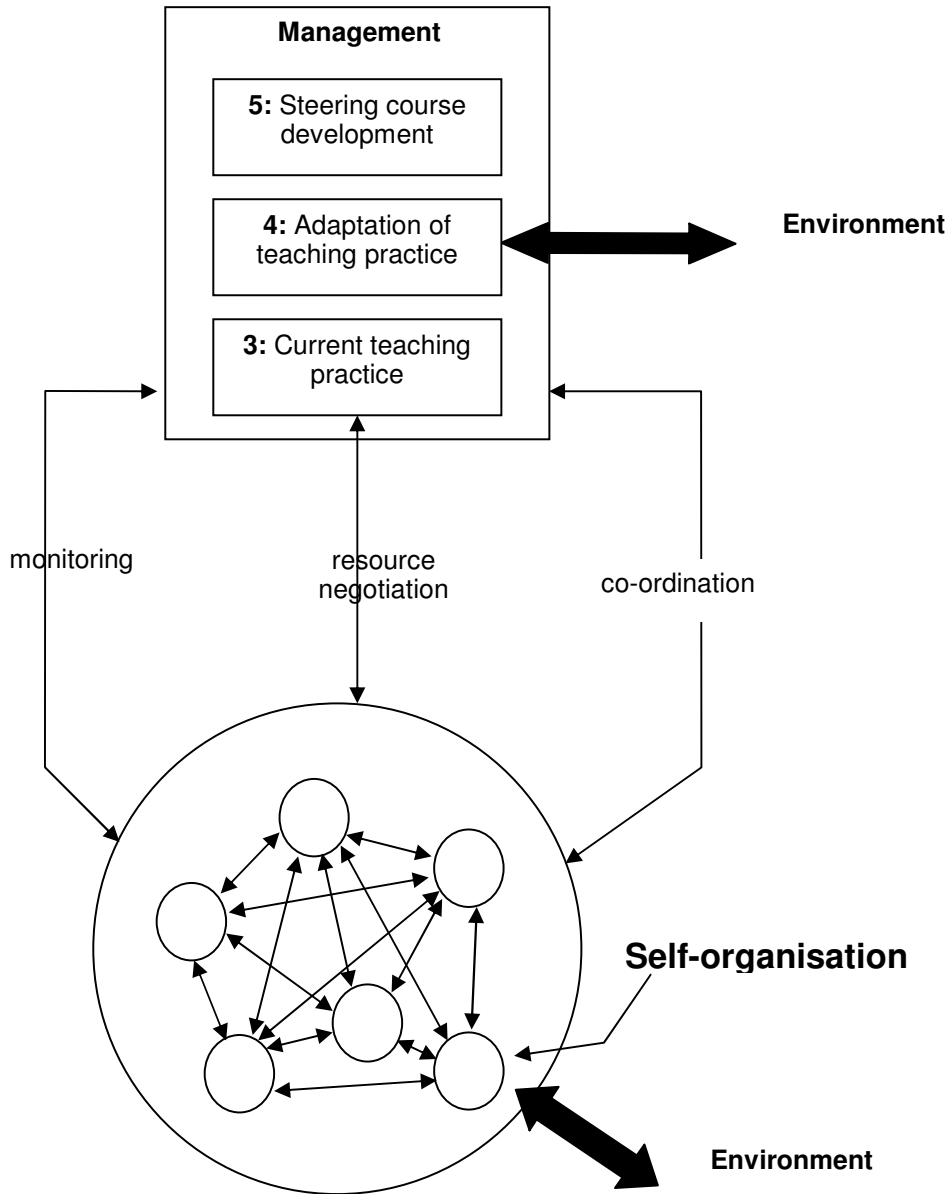 Management
5: Steering course
development
4: Adaptation of
teaching practice
Environment
3: Current teaching
practice
monitoring
resource
negotiation
co-ordination
Self-organisation
Environment